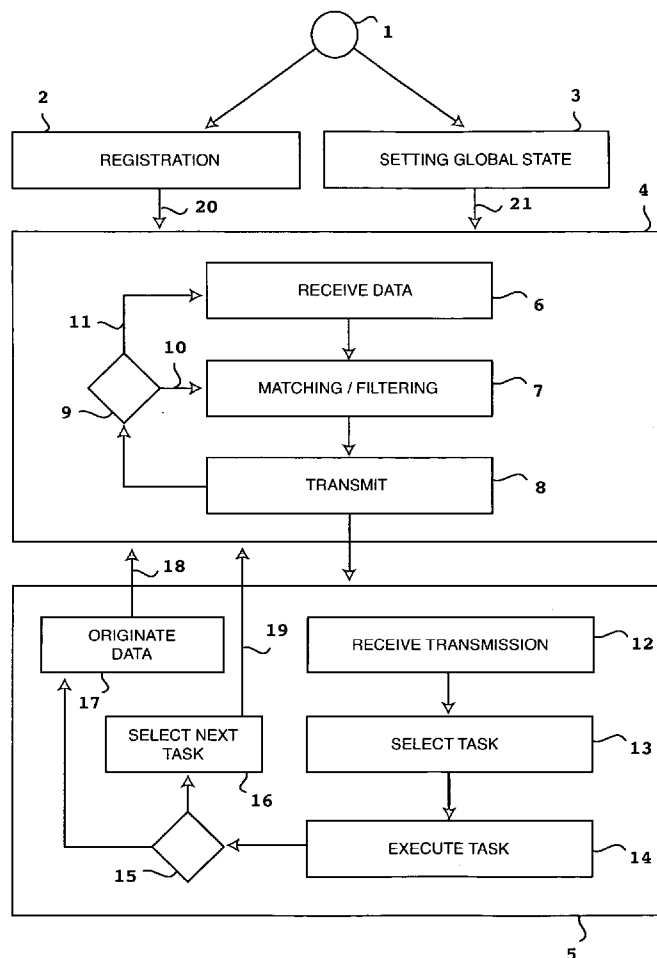 1
2
3
REGISTRATION
SETTING GLOBAL STATE
20
21
4
RECEIVE DATA
6
11
10
MATCHING / FILTERING
7
9
TRANSMIT
8
18
19
ORIGINATE
DATA
17
RECEIVE TRANSMISSION
12
SELECT NEXT
TASK
16
SELECT TASK
13
15
EXECUTE TASK
14
5